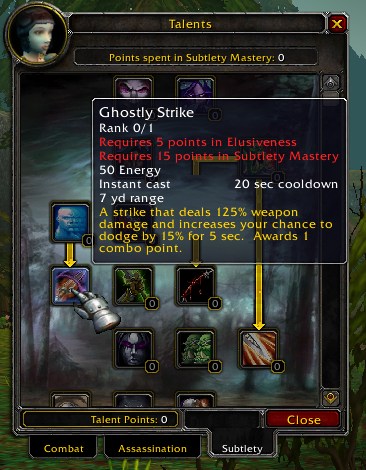 Talents
Points spent in Subtlety Mastery: 0
0
Ghostly Strike
Rank 0/1
Requires 5 points in Elusiveness
Requires 15 points in Subtlety Mastery
50 Energy
Instant cast 20 sec cooldown
7 yd range
A strike that deals 125% weapon
damage and increases your chance to
dodge by 15% for 5 sec. Awards 1
combo point.
0 0
0 0 0
Talent Points: 0 Close
Combat Assassination Subtlety